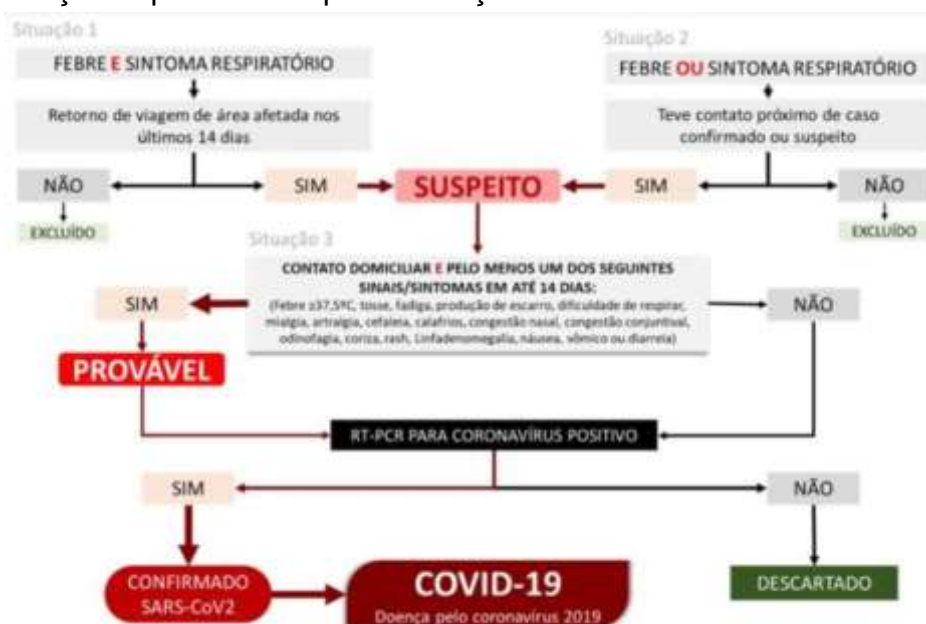 Situação 1
FEBRE E SINTOMA RESPIRATÓRIO
Retorno de viagem de área afetada nos
últimos 14 dias
NÃO
SIM
EXCLUÍDO
Situação 2
FEBRE OU SINTOMA RESPIRATÓRIO
Teve contato próximo de caso
confirmado ou suspeito
SUSPEITO
SIM
NÃO
EXCLUÍDO
Situação 3
CONTATO DOMICILIAR E PELO MENOS UM DOS SEGUINTES
SINAIS/SINTOMAS EM ATÉ 14 DIAS:
(Febre ≥37,5ºC, tosse, fadiga, produção de escarro, dificuldade de respirar,
mialgia, artralgia, cefaleia, calafrios, congestão nasal, congestão conjuntival,
odinofagia, coriza, rash, Linfadenomegalia, náusea, vômico ou diarreia)
SIM
NÃO
PROVÁVEL
RT-PCR PARA CORONAVÍRUS POSITIVO
SIM
NÃO
CONFIRMADO
SARS-CoV2
COVID-19
Doença pelo coronavírus 2019
DESCARTADO